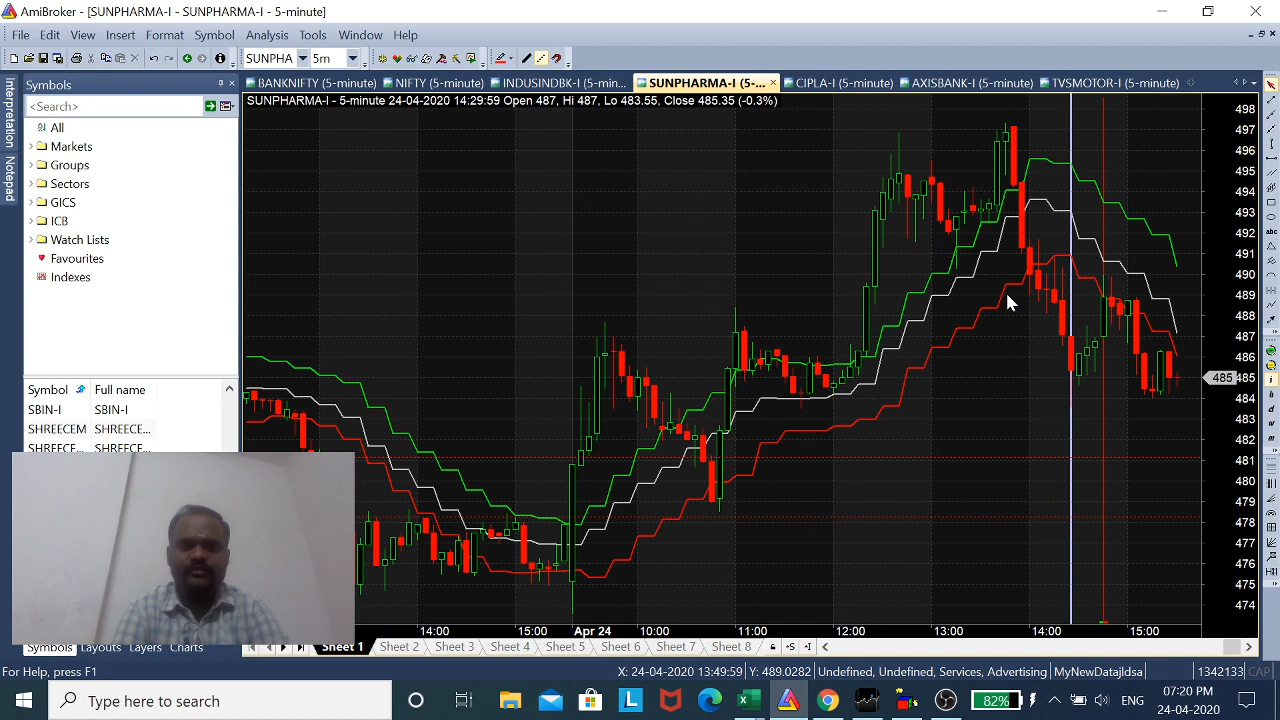 AmiBroker - [SUNPHARMA-I - SUNPHARMA-I - 5-minute]
File Edit View Insert Format Symbol Analysis Tools Window Help
SUNPHA 5m
Interpretation
Notepad
Symbols
<Search>
All
Markets
Groups
Sectors
GICS
ICB
Watch Lists
Favourites
Indexes
Symbol Full name
SBIN-I SBIN-I
SHREECEM SHREECE...
SHREECE... SHREECE...
Symbols Layouts Layers Charts
BANKNIFTY (5-minute) NIFTY (5-minute) INDUSINDBK-I (5-min... SUNPHARMA-I (5-... CIPLA-I (5-minute) AXISBANK-I (5-minute) TVSMOTOR-I (5-minute)
SUNPHARMA-I - 5-minute 24-04-2020 14:29:59 Open 487, Hi 487, Lo 483.55, Close 485.35 (-0.3%)
498
497
496
495
494
493
492
491
490
489
488
487
486
485 485
484
483
482
481
480
479
478
477
476
475
474
14:00 15:00 Apr 24 10:00 11:00 12:00 13:00 14:00 15:00
Sheet 1 Sheet 2 Sheet 3 Sheet 4 Sheet 5 Sheet 6 Sheet 7 Sheet 8 +S -I
abc
i
h
d
w
m
For Help, press F1 X: 24-04-2020 13:49:59 Y: 489.0282 Undefined, Undefined, Services, Advertising MyNewDatajldsa 1342133 CAP
Type here to search
L
82%
ENG
07:20 PM
24-04-2020